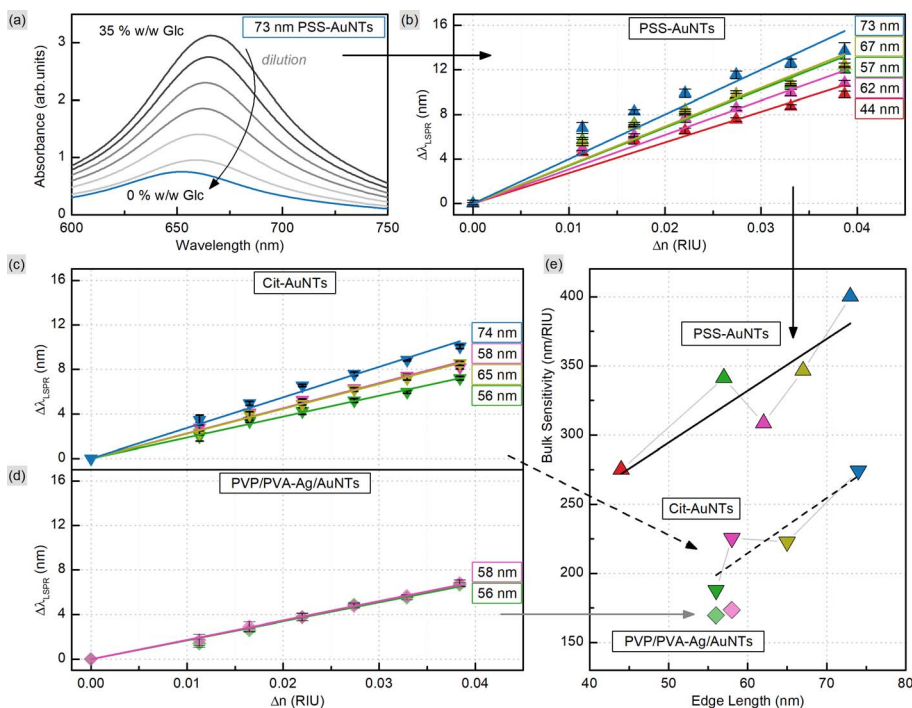 (a)
35 % w/w Glc
73 nm PSS-AuNTs
dilution
0 % w/w Glc
Absorbance (arb.units)
3
2
1
0
600
650
700
750
Wavelength (nm)
(b)
PSS-AuNTs
73 nm
67 nm
57 nm
62 nm
44 nm
ΔλLSPR (nm)
16
12
8
4
0
0.00
0.01
0.02
0.03
0.04
Δn (RIU)
(c)
Cit-AuNTs
74 nm
58 nm
65 nm
56 nm
ΔλLSPR (nm)
16
12
8
4
0
(d)
PVP/PVA-Ag/AuNTs
58 nm
56 nm
ΔλLSPR (nm)
16
12
8
4
0
0.00
0.01
0.02
0.03
0.04
Δn (RIU)
(e)
PSS-AuNTs
Cit-AuNTs
PVP/PVA-Ag/AuNTs
Bulk Sensitivity (nm/RIU)
400
350
300
250
200
150
40
50
60
70
80
Edge Length (nm)